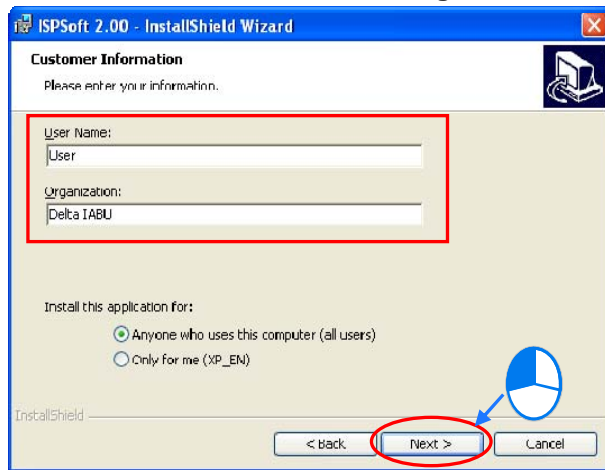 ISPSoft 2.00 - InstallShield Wizard
Customer Information
Please enter your information.
User Name:
User
Organization:
Delta IABU
Install this application for:
Anyone who uses this computer (all users)
Only for me (XP_EN)
InstallShield
< Back
Next >
Cancel